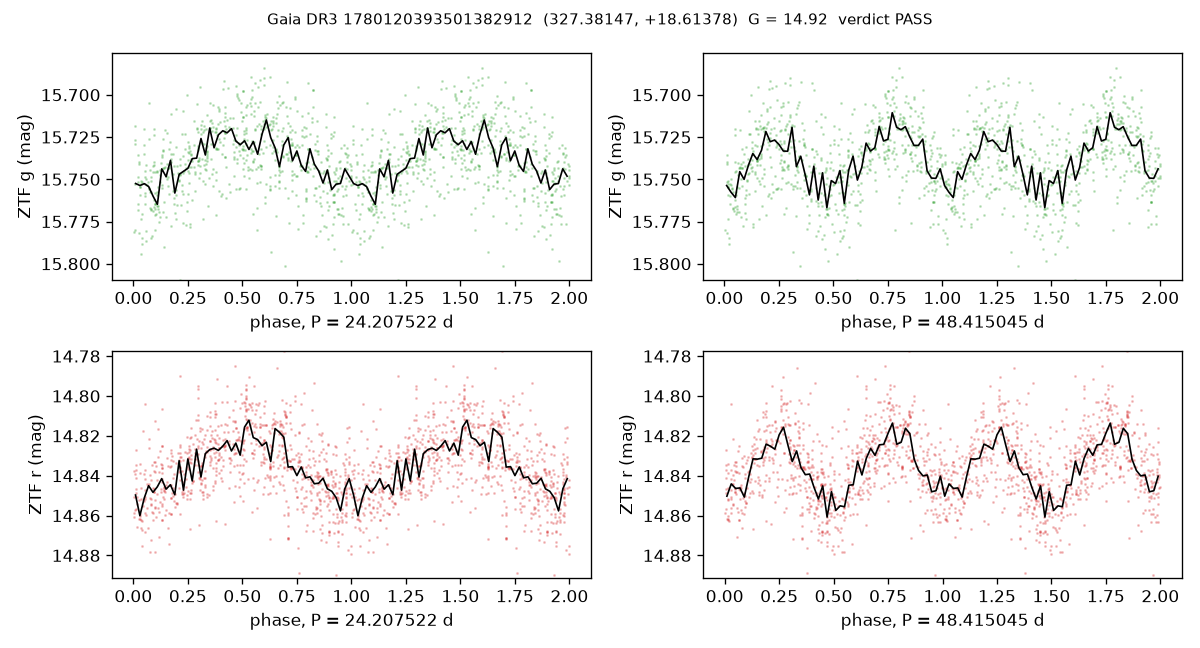 Gaia DR3 1780120393501382912  (327.38147, +18.61378)  G = 14.92  verdict PASS
ZTF g (mag)
15.700
15.725
15.750
15.775
15.800
0.00 0.25 0.50 0.75 1.00 1.25 1.50 1.75 2.00
phase, P = 24.207522 d
ZTF g (mag)
15.700
15.725
15.750
15.775
15.800
0.00 0.25 0.50 0.75 1.00 1.25 1.50 1.75 2.00
phase, P = 48.415045 d
ZTF r (mag)
14.78
14.80
14.82
14.84
14.86
14.88
0.00 0.25 0.50 0.75 1.00 1.25 1.50 1.75 2.00
phase, P = 24.207522 d
ZTF r (mag)
14.78
14.80
14.82
14.84
14.86
14.88
0.00 0.25 0.50 0.75 1.00 1.25 1.50 1.75 2.00
phase, P = 48.415045 d